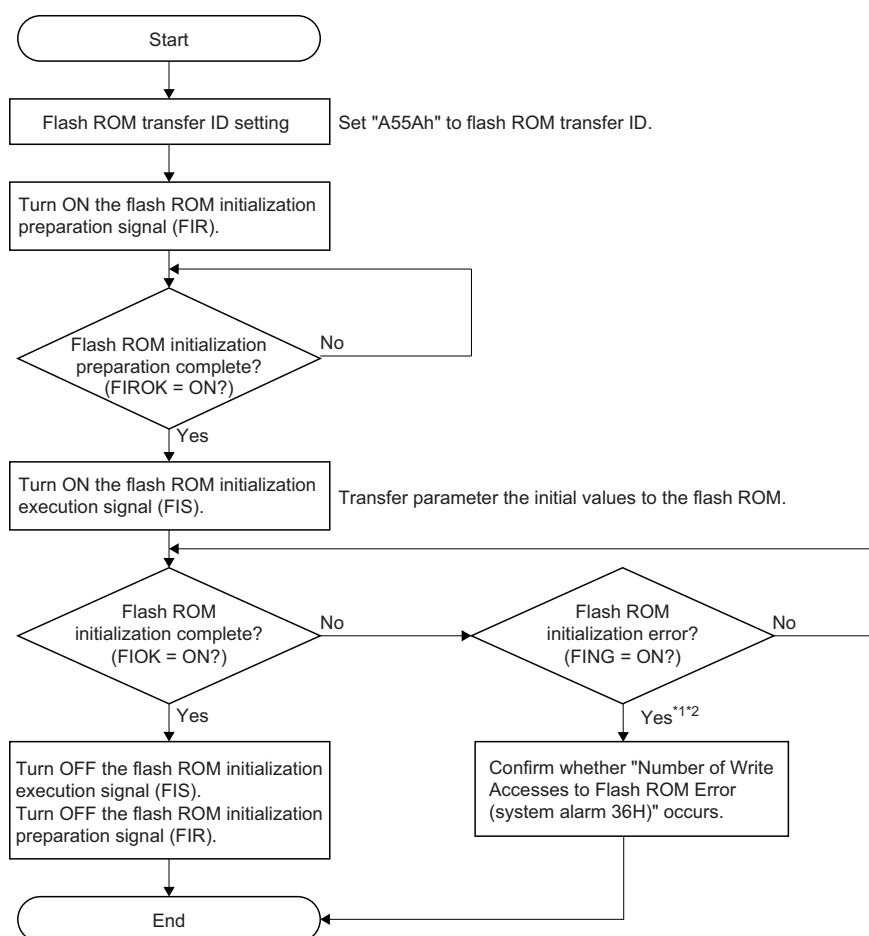 Start
Flash ROM transfer ID setting
Set "A55Ah" to flash ROM transfer ID.
Turn ON the flash ROM initialization
preparation signal (FIR).
Flash ROM initialization
preparation complete?
(FIROK = ON?)
No
Yes
Turn ON the flash ROM initialization
execution signal (FIS).
Transfer parameter the initial values to the flash ROM.
Flash ROM
initialization complete?
(FIOK = ON?)
No
Flash ROM
initialization error?
(FING = ON?)
No
Yes
Yes*1*2
Turn OFF the flash ROM initialization
execution signal (FIS).
Turn OFF the flash ROM initialization
preparation signal (FIR).
Confirm whether "Number of Write
Accesses to Flash ROM Error
(system alarm 36H)" occurs.
End